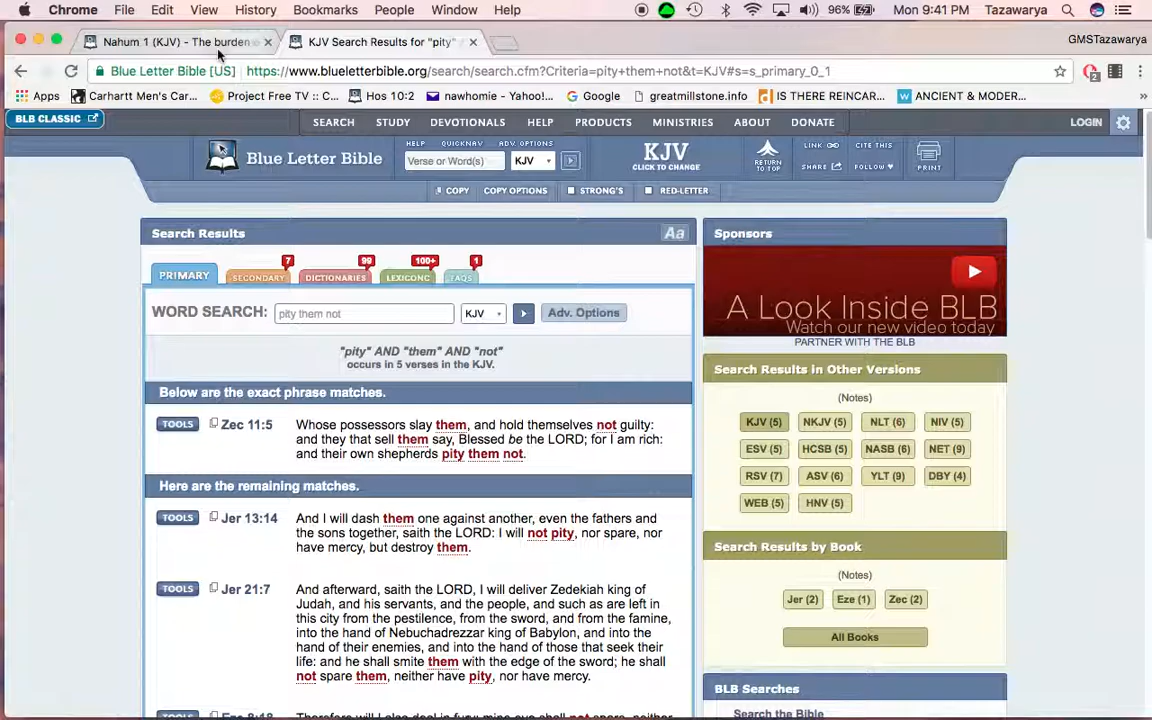 Chrome File Edit View History Bookmarks People Window Help 96% Mon 9:41 PM Tazawarya
Nahum 1 (KJV) - The burden KJV Search Results for "pity" GMSTazawarya
Blue Letter Bible [US] https://www.blueletterbible.org/search/search.cfm?Criteria=pity+them+not&t=KJV#s=s_primary_0_1 2
Apps Carhartt Men's Car... Project Free TV :: C... Hos 10:2 nawhomie - Yahoo!... Google greatmillstone.info IS THERE REINCAR... W ANCIENT & MODER... »
BLB CLASSIC SEARCH STUDY DEVOTIONALS HELP PRODUCTS MINISTRIES ABOUT DONATE LOGIN
Blue Letter Bible
HELP QUICKNAV ADV. OPTIONS
Verse or Word(s) KJV
KJV
CLICK TO CHANGE
RETURN
TO TOP
LINK CITE THIS
SHARE FOLLOW
PRINT
COPY COPY OPTIONS STRONG'S RED-LETTER
Search Results Aa
PRIMARY SECONDARY 7 DICTIONARIES 99 LEXICONC 100+ FAQS 1
WORD SEARCH: pity them not KJV Adv. Options
"pity" AND "them" AND "not"
occurs in 5 verses in the KJV.
Below are the exact phrase matches.
TOOLS Zec 11:5 Whose possessors slay them, and hold themselves not guilty:
and they that sell them say, Blessed be the LORD; for I am rich:
and their own shepherds pity them not.
Here are the remaining matches.
TOOLS Jer 13:14 And I will dash them one against another, even the fathers and
the sons together, saith the LORD: I will not pity, nor spare, nor
have mercy, but destroy them.
TOOLS Jer 21:7 And afterward, saith the LORD, I will deliver Zedekiah king of
Judah, and his servants, and the people, and such as are left in
this city from the pestilence, from the sword, and from the famine,
into the hand of Nebuchadrezzar king of Babylon, and into the
hand of their enemies, and into the hand of those that seek their
life: and he shall smite them with the edge of the sword; he shall
not spare them, neither have pity, nor have mercy.
Sponsors
A Look Inside BLB
Watch our new video today
PARTNER WITH THE BLB
Search Results in Other Versions
(Notes)
KJV (5) NKJV (5) NLT (6) NIV (5)
ESV (5) HCSB (5) NASB (6) NET (9)
RSV (7) ASV (6) YLT (9) DBY (4)
WEB (5) HNV (5)
Search Results by Book
(Notes)
Jer (2) Eze (1) Zec (2)
All Books
BLB Searches
Search the Bible